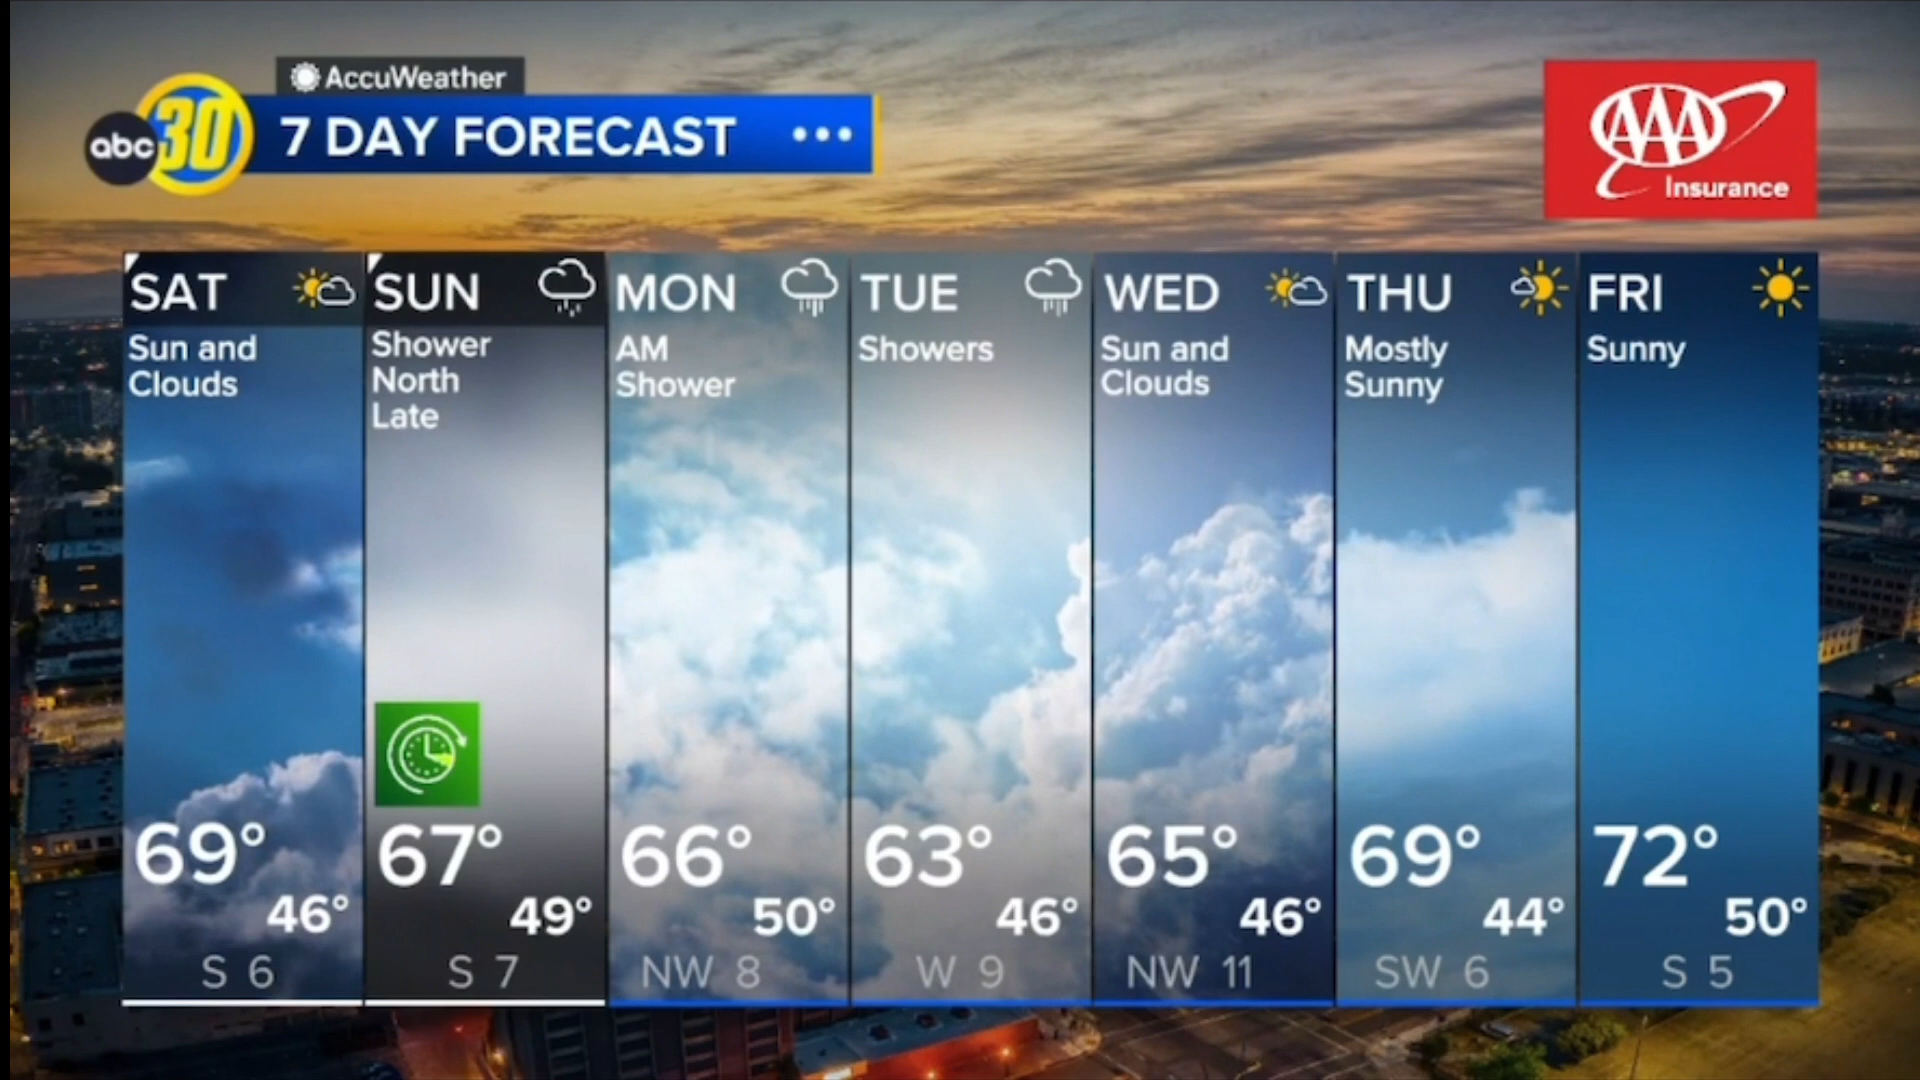 AccuWeather
abc 30
7 DAY FORECAST
AAA
Insurance
SAT
Sun and
Clouds
69°
46°
S 6
SUN
Shower
North
Late
67°
49°
S 7
MON
AM
Shower
66°
50°
NW 8
TUE
Showers
63°
46°
W 9
WED
Sun and
Clouds
65°
46°
NW 11
THU
Mostly
Sunny
69°
44°
SW 6
FRI
Sunny
72°
50°
S 5